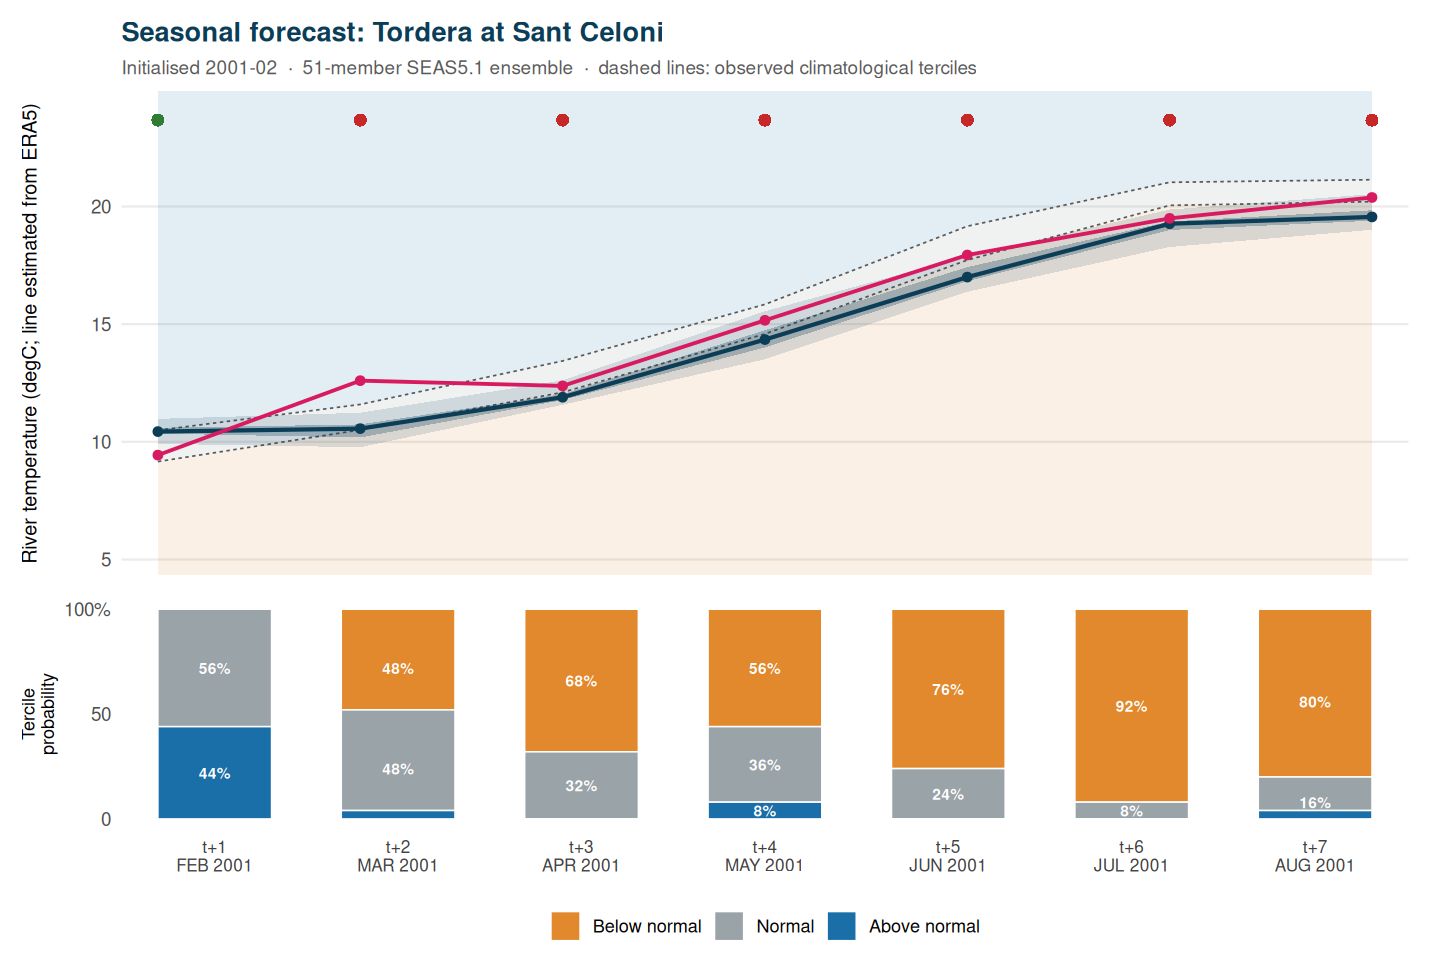 Seasonal forecast: Tordera at Sant Celoni
Initialised 2001-02 · 51-member SEAS5.1 ensemble · dashed lines: observed climatological terciles
River temperature (degC; line estimated from ERA5)
20
15
10
5
Tercile
probability
100%
50
0
56%
44%
48%
48%
68%
32%
56%
36%
8%
76%
24%
92%
8%
80%
16%
t+1
FEB 2001
t+2
MAR 2001
t+3
APR 2001
t+4
MAY 2001
t+5
JUN 2001
t+6
JUL 2001
t+7
AUG 2001
Below normal
Normal
Above normal